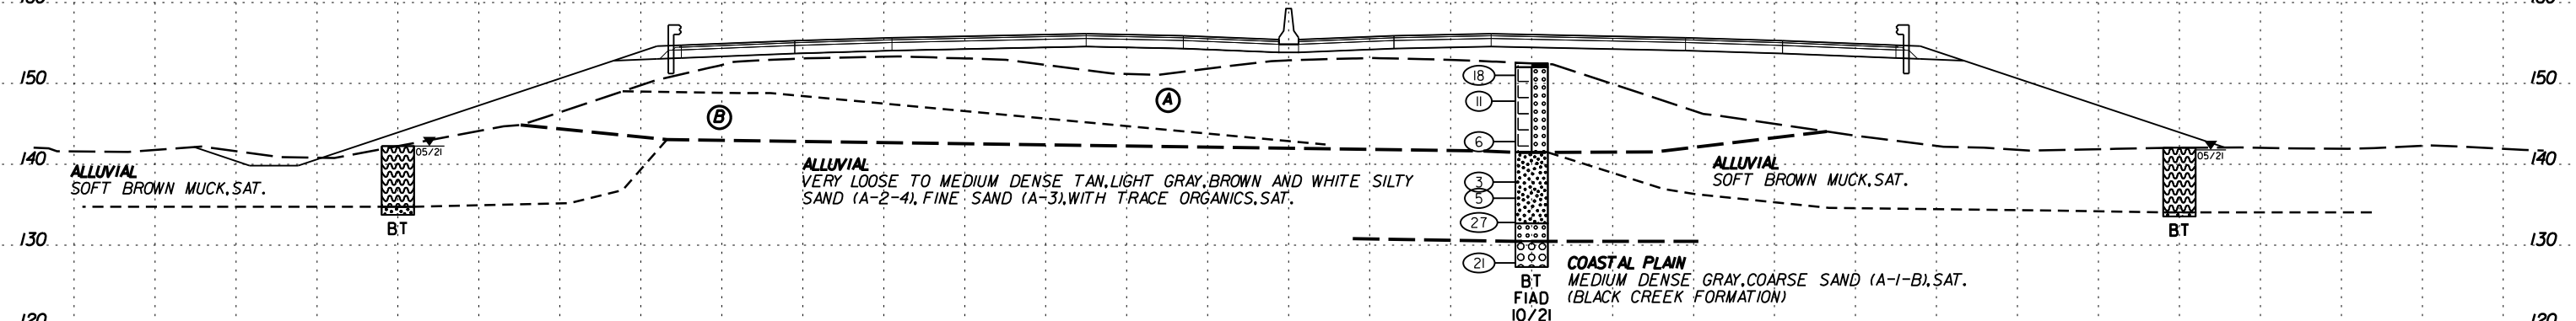 150
150
18
11
A
B
6
05/21
05/21
140
140
ALLUVIAL
SOFT BROWN MUCK,SAT.
ALLUVIAL
VERY LOOSE TO MEDIUM DENSE TAN,LIGHT GRAY,BROWN AND WHITE SILTY
SAND (A-2-4), FINE SAND (A-3),WITH TRACE ORGANICS,SAT.
ALLUVIAL
SOFT BROWN MUCK,SAT.
3
5
27
BT
BT
130
130
21
COASTAL PLAIN
MEDIUM DENSE GRAY,COARSE SAND (A-1-B),SAT.
(BLACK CREEK FORMATION)
BT
FIAD
10/21
120
120